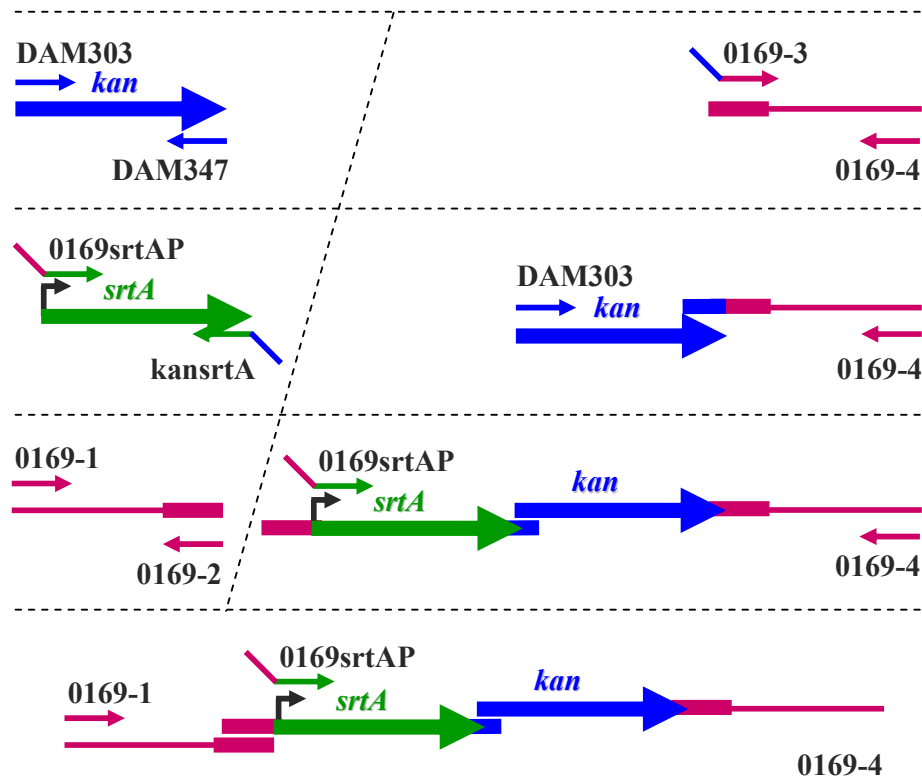 DAM303
kan
DAM347
0169-3
0169-4
0169srtAP
srtA
kansrtA
DAM303
kan
0169-4
0169-1
0169-2
0169srtAP
srtA
kan
0169-4
0169-1
0169srtAP
srtA
kan
0169-4